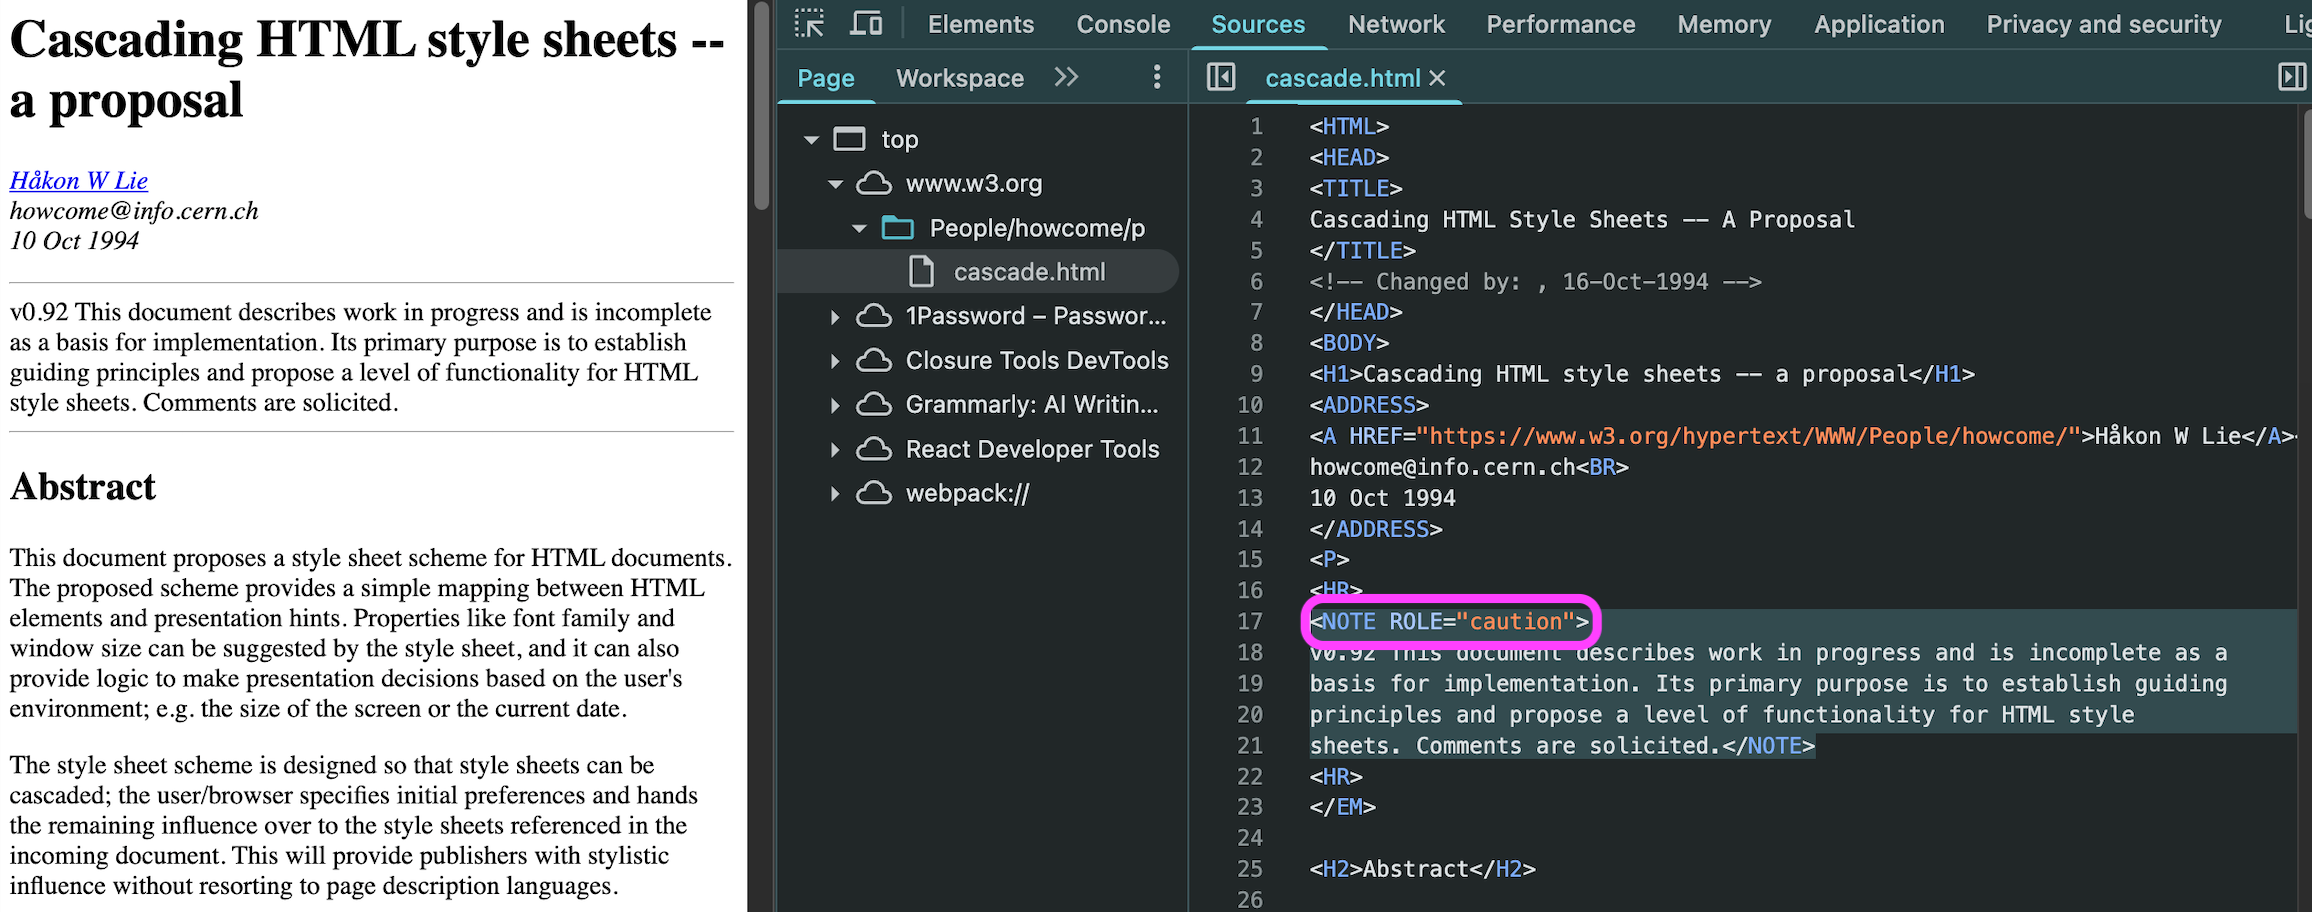 Cascading HTML style sheets --
a proposal
Håkon W Lie
howcome@info.cern.ch
10 Oct 1994
v0.92 This document describes work in progress and is incomplete
as a basis for implementation. Its primary purpose is to establish
guiding principles and propose a level of functionality for HTML
style sheets. Comments are solicited.
Abstract
This document proposes a style sheet scheme for HTML documents.
The proposed scheme provides a simple mapping between HTML
elements and presentation hints. Properties like font family and
window size can be suggested by the style sheet, and it can also
provide logic to make presentation decisions based on the user's
environment; e.g. the size of the screen or the current date.
The style sheet scheme is designed so that style sheets can be
cascaded; the user/browser specifies initial preferences and hands
the remaining influence over to the style sheets referenced in the
incoming document. This will provide publishers with stylistic
influence without resorting to page description languages.
Elements Console Sources Network Performance Memory Application Privacy and security Lig
Page Workspace
cascade.html
top
www.w3.org
People/howcome/p
cascade.html
1Password – Passwor...
Closure Tools DevTools
Grammarly: AI Writin...
React Developer Tools
webpack://
1 <HTML>
2 <HEAD>
3 <TITLE>
4 Cascading HTML Style Sheets -- A Proposal
5 </TITLE>
6 <!-- Changed by: , 16-Oct-1994 -->
7 </HEAD>
8 <BODY>
9 <H1>Cascading HTML style sheets -- a proposal</H1>
10 <ADDRESS>
11 <A HREF="https://www.w3.org/hypertext/WWW/People/howcome/">Håkon W Lie</A><
12 howcome@info.cern.ch<BR>
13 10 Oct 1994
14 </ADDRESS>
15 <P>
16 <HR>
17 <NOTE ROLE="caution">
18 v0.92 This document describes work in progress and is incomplete as a
19 basis for implementation. Its primary purpose is to establish guiding
20 principles and propose a level of functionality for HTML style
21 sheets. Comments are solicited.</NOTE>
22 <HR>
23 </EM>
24
25 <H2>Abstract</H2>
26